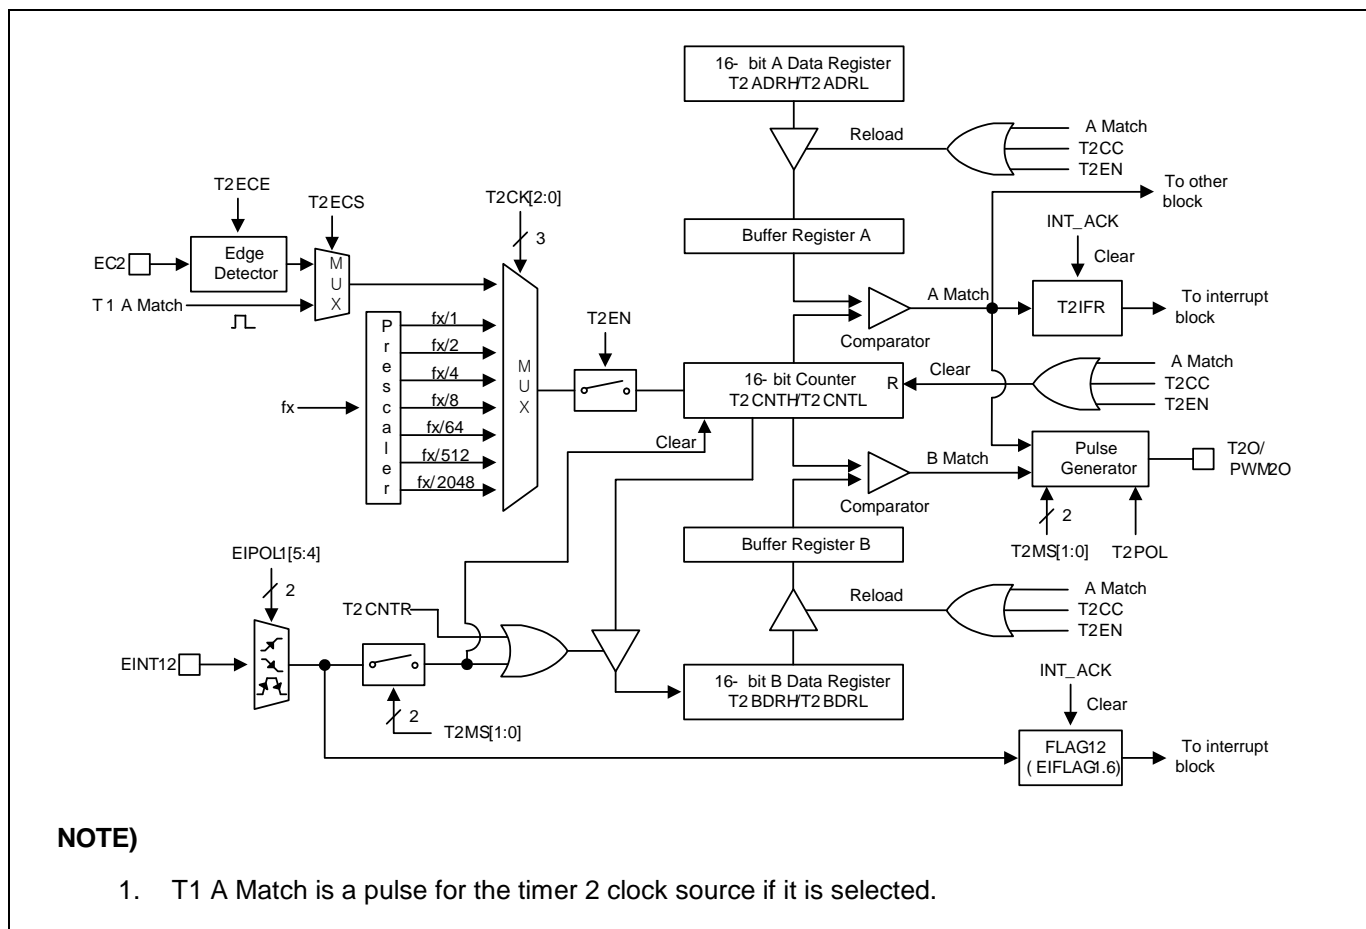 16- bit A Data Register
T2ADRH/T2ADRL
Reload
A Match
T2CC
T2EN
To other
block
T2ECE
T2ECS
T2CK[2:0]
3
Buffer Register A
INT_ACK
Clear
EC2
Edge
Detector
MUX
T1 A Match
A Match
Comparator
T2IFR
To interrupt
block
Prescaler
fx/1
fx/2
fx/4
fx/8
fx/64
fx/512
fx/2048
fx
MUX
T2EN
16- bit Counter
T2CNTH/T2CNTL
R
Clear
A Match
T2CC
T2EN
Clear
B Match
Comparator
Pulse
Generator
T2O/
PWM2O
2
T2MS[1:0]
T2POL
Buffer Register B
EIPOL1[5:4]
2
T2CNTR
Reload
A Match
T2CC
T2EN
EINT12
2
T2MS[1:0]
16- bit B Data Register
T2BDRH/T2BDRL
INT_ACK
Clear
FLAG12
( EIFLAG1.6)
To interrupt
block
NOTE)
1. T1 A Match is a pulse for the timer 2 clock source if it is selected.